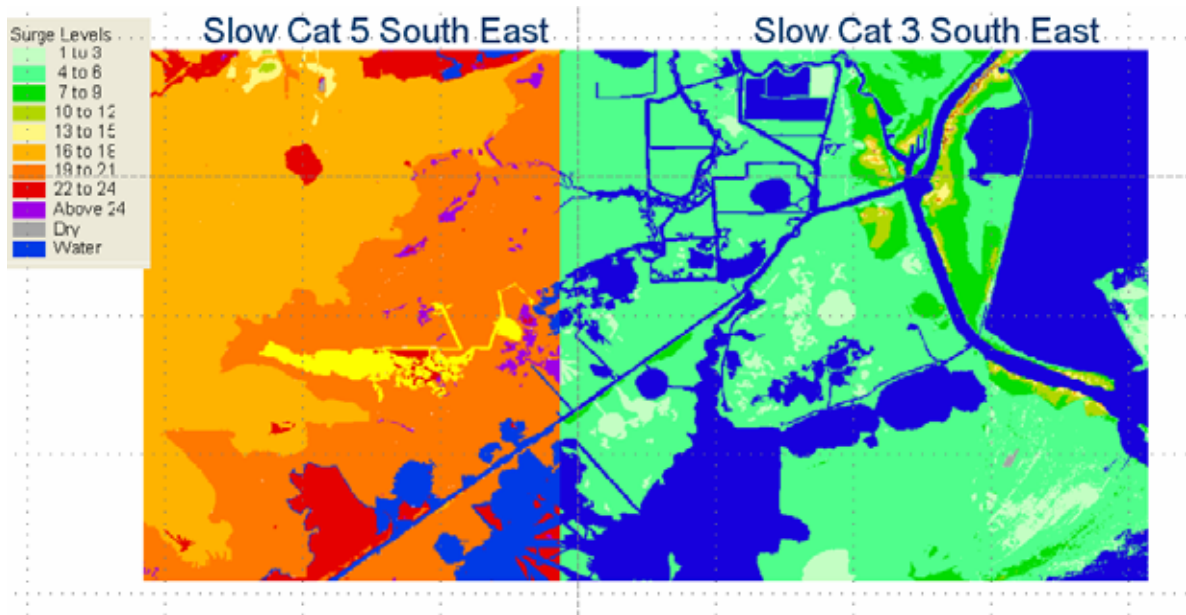 Slow Cat 5 South East
Slow Cat 3 South East
Surge Levels
1 to 3
4 to 6
7 to 9
10 to 12
13 to 15
16 to 18
19 to 21
22 to 24
Above 24
Dry
Water